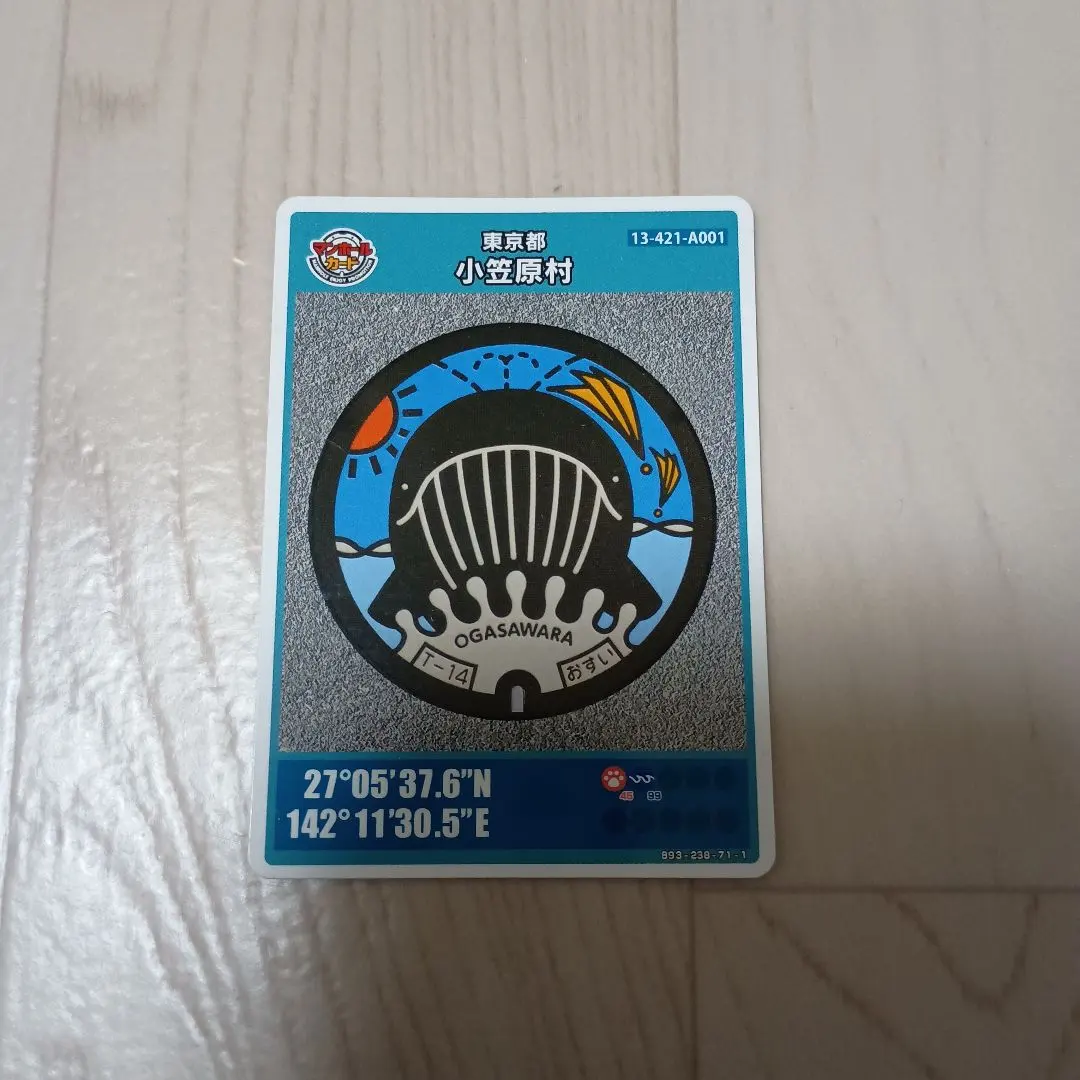 マンホール
カード
東京都
小笠原村
13-421-A001
OGASAWARA
T-14
おすい
27°05'37.6"N
142°11'30.5"E
45 99
893-238-71-1